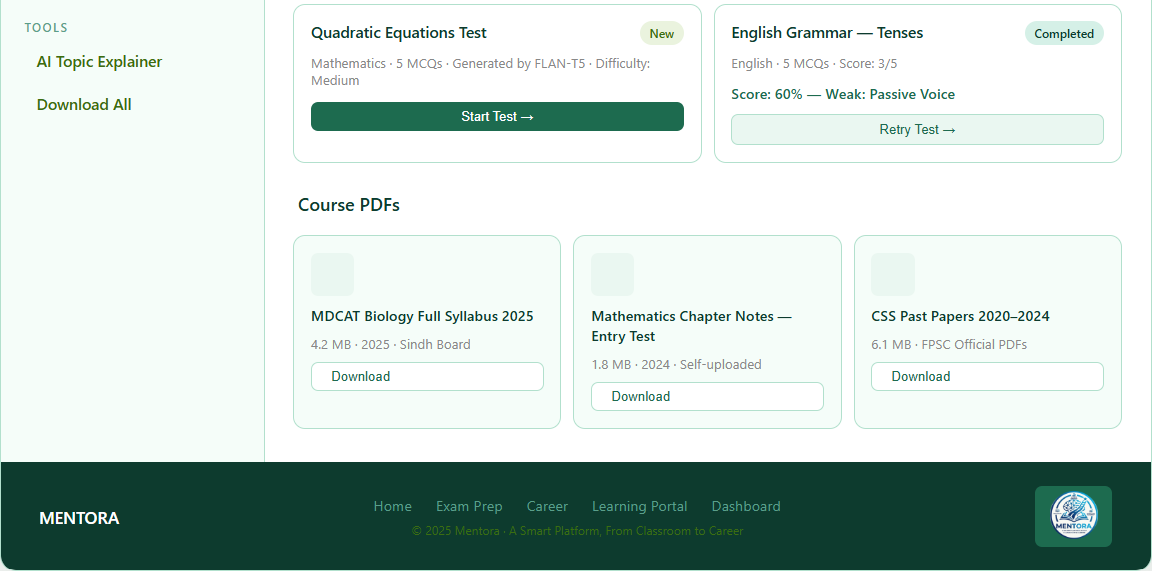 TOOLS
AI Topic Explainer
Download All
Quadratic Equations Test
New
Mathematics · 5 MCQs · Generated by FLAN-T5 · Difficulty:
Medium
Start Test →
English Grammar — Tenses
Completed
English · 5 MCQs · Score: 3/5
Score: 60% — Weak: Passive Voice
Retry Test →
Course PDFs
MDCAT Biology Full Syllabus 2025
4.2 MB · 2025 · Sindh Board
Download
Mathematics Chapter Notes —
Entry Test
1.8 MB · 2024 · Self-uploaded
Download
CSS Past Papers 2020–2024
6.1 MB · FPSC Official PDFs
Download
MENTORA
Home Exam Prep Career Learning Portal Dashboard
© 2025 Mentora · A Smart Platform, From Classroom to Career
MENTORA